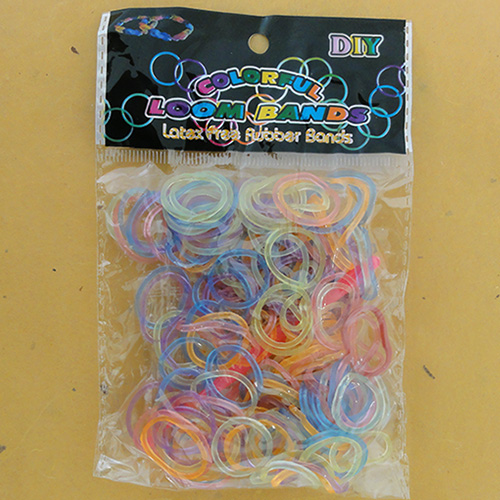 DIY
COLORFUL
LOOM BANDS
Latex Free Rubber Bands